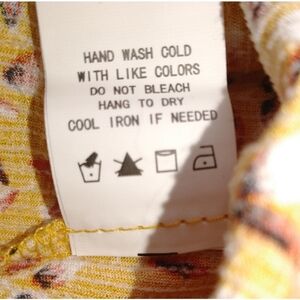 HAND WASH COLD
WITH LIKE COLORS
DO NOT BLEACH
HANG TO DRY
COOL IRON IF NEEDED